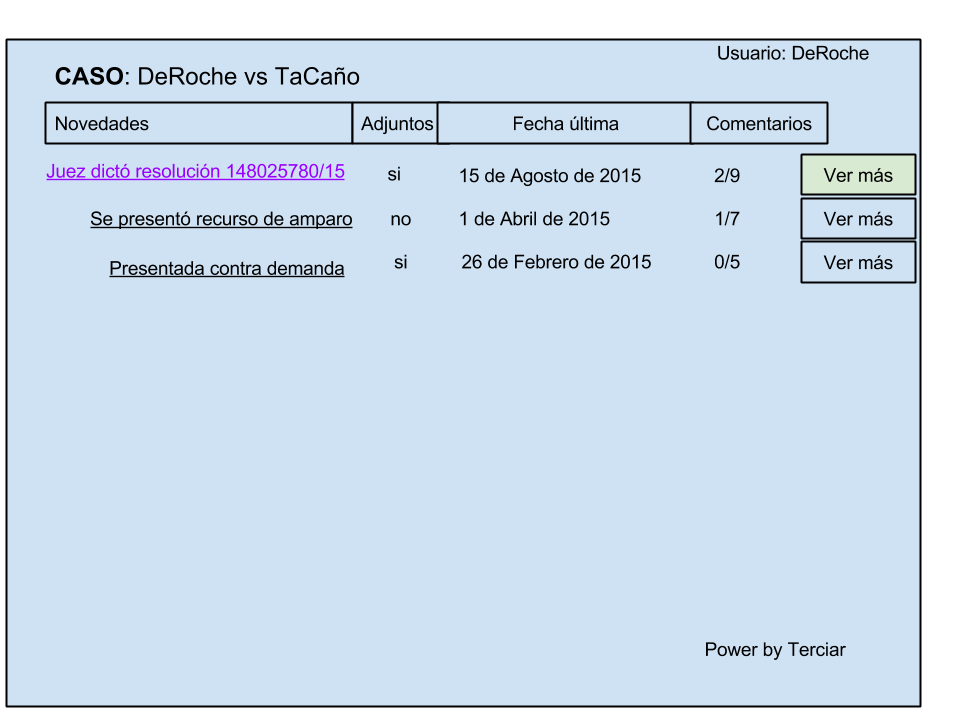 Usuario: DeRoche
CASO: DeRoche vs TaCaño
Novedades Adjuntos Fecha última Comentarios
Juez dictó resolución 148025780/15 si 15 de Agosto de 2015 2/9 Ver más
Se presentó recurso de amparo no 1 de Abril de 2015 1/7 Ver más
Presentada contra demanda si 26 de Febrero de 2015 0/5 Ver más
Power by Terciar